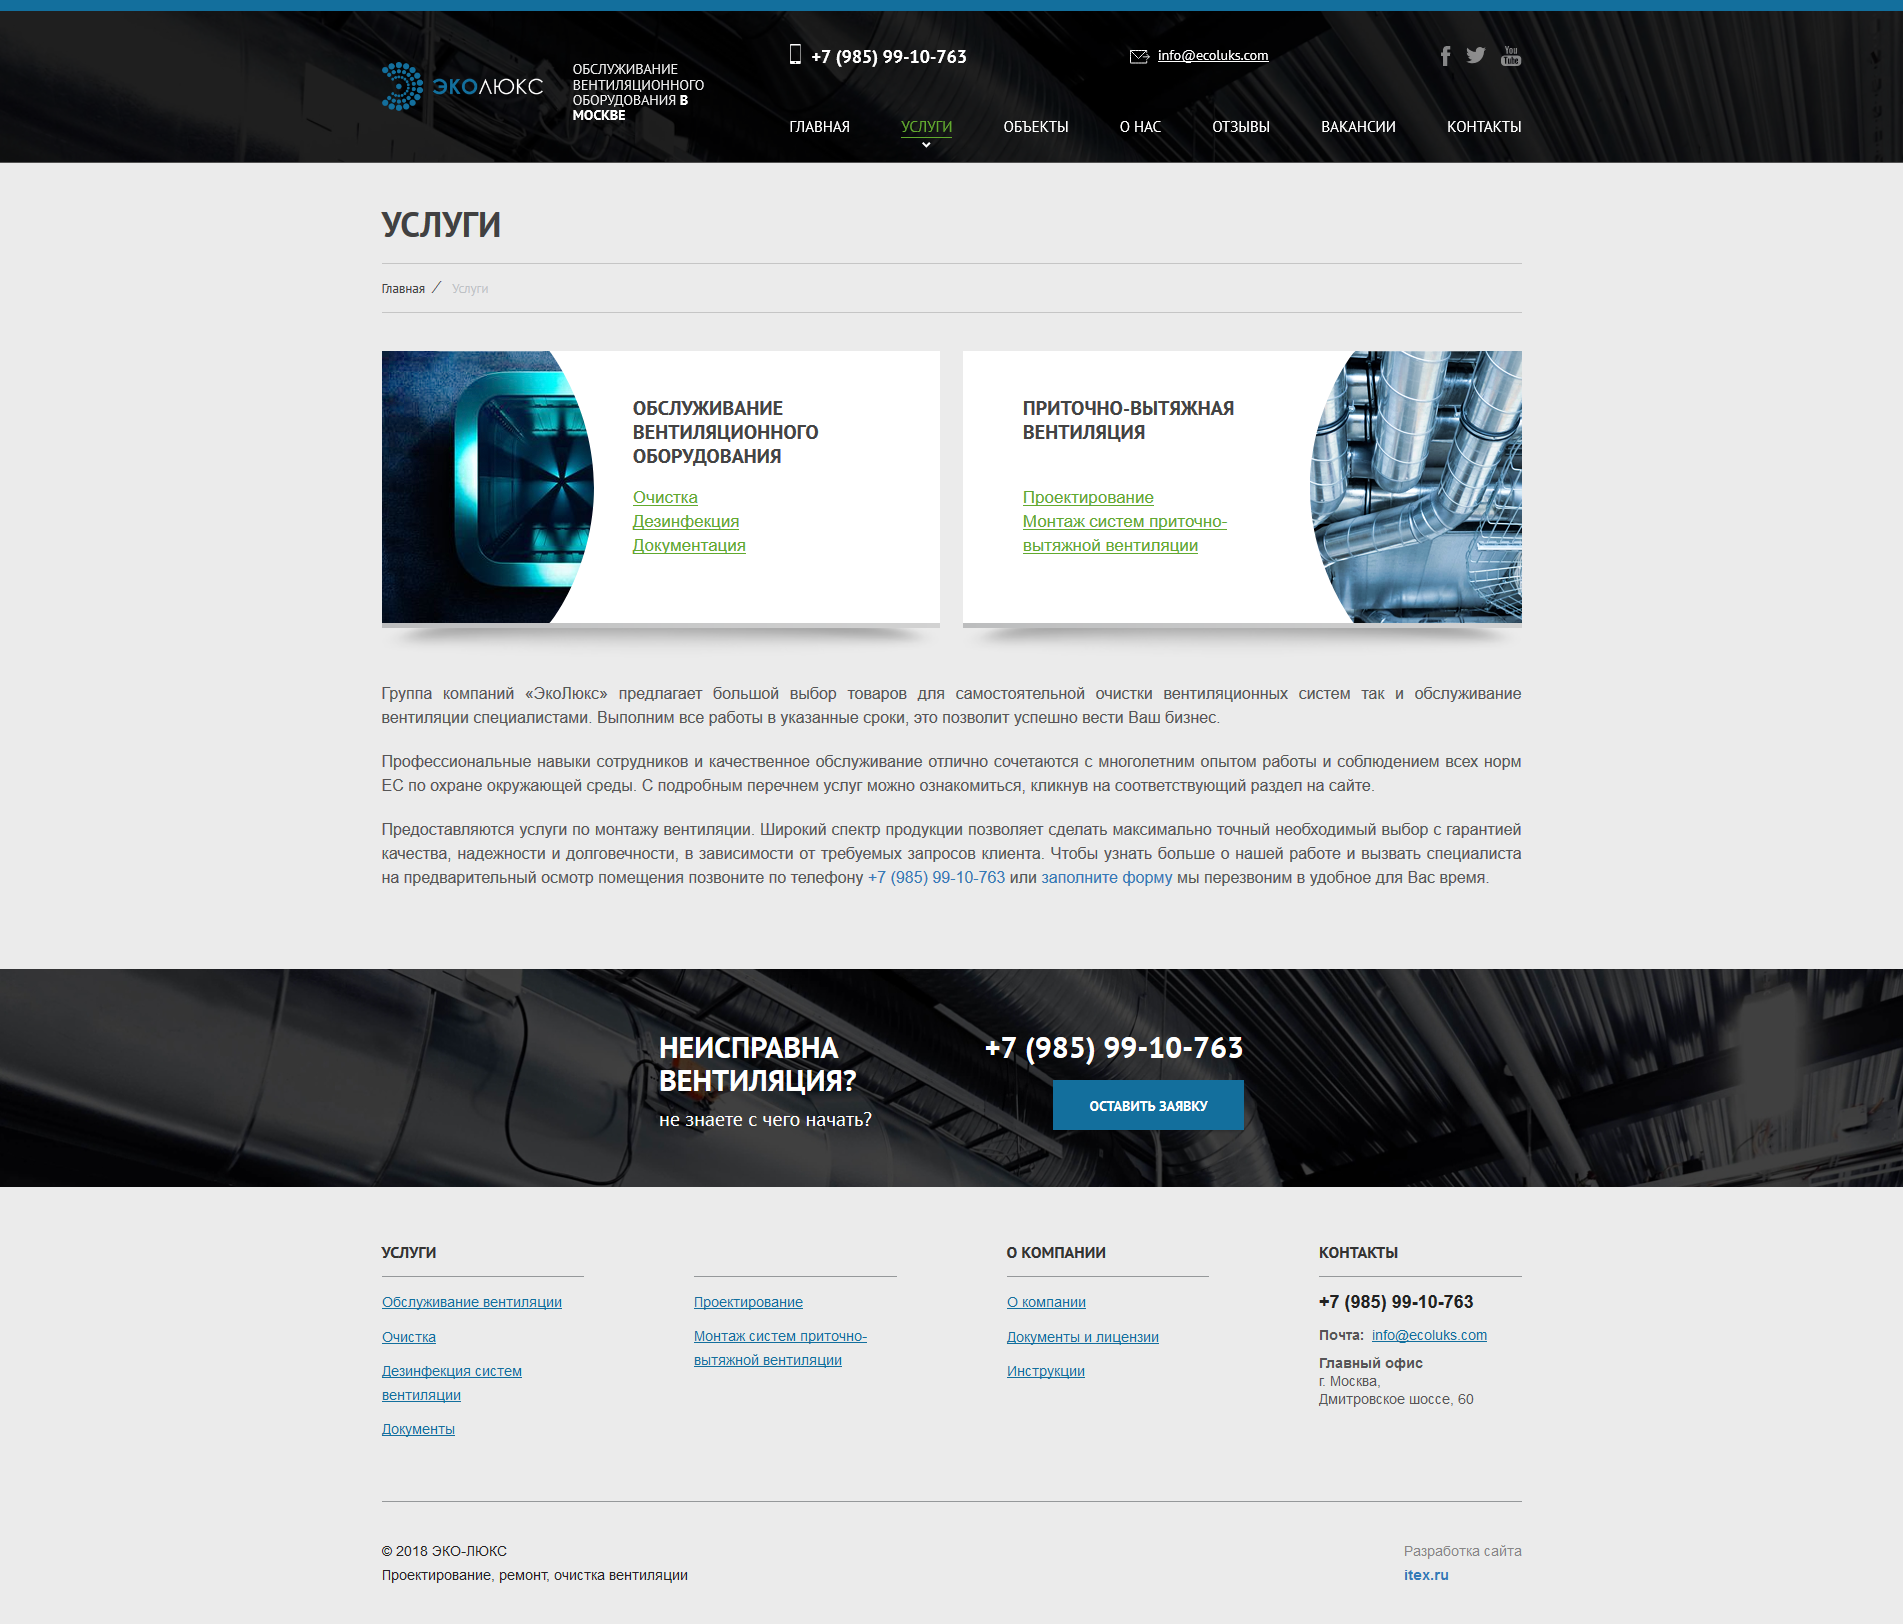 +7 (985) 99-10-763
info@ecoluks.com
You
Tube
ЭКОЛЮКС
ОБСЛУЖИВАНИЕ
ВЕНТИЛЯЦИОННОГО
ОБОРУДОВАНИЯ В
МОСКВЕ
ГЛАВНАЯ УСЛУГИ ОБЪЕКТЫ О НАС ОТЗЫВЫ ВАКАНСИИ КОНТАКТЫ
УСЛУГИ
Главная / Услуги
ОБСЛУЖИВАНИЕ
ВЕНТИЛЯЦИОННОГО
ОБОРУДОВАНИЯ
Очистка
Дезинфекция
Документация
ПРИТОЧНО-ВЫТЯЖНАЯ
ВЕНТИЛЯЦИЯ
Проектирование
Монтаж систем приточно-
вытяжной вентиляции
Группа компаний «ЭкоЛюкс» предлагает большой выбор товаров для самостоятельной очистки вентиляционных систем так и обслуживание
вентиляции специалистами. Выполним все работы в указанные сроки, это позволит успешно вести Ваш бизнес.
Профессиональные навыки сотрудников и качественное обслуживание отлично сочетаются с многолетним опытом работы и соблюдением всех норм
ЕС по охране окружающей среды. С подробным перечнем услуг можно ознакомиться, кликнув на соответствующий раздел на сайте.
Предоставляются услуги по монтажу вентиляции. Широкий спектр продукции позволяет сделать максимально точный необходимый выбор с гарантией
качества, надежности и долговечности, в зависимости от требуемых запросов клиента. Чтобы узнать больше о нашей работе и вызвать специалиста
на предварительный осмотр помещения позвоните по телефону +7 (985) 99-10-763 или заполните форму мы перезвоним в удобное для Вас время.
НЕИСПРАВНА
ВЕНТИЛЯЦИЯ?
не знаете с чего начать?
+7 (985) 99-10-763
ОСТАВИТЬ ЗАЯВКУ
УСЛУГИ
Обслуживание вентиляции
Очистка
Дезинфекция систем
вентиляции
Документы
Проектирование
Монтаж систем приточно-
вытяжной вентиляции
О КОМПАНИИ
О компании
Документы и лицензии
Инструкции
КОНТАКТЫ
+7 (985) 99-10-763
Почта: info@ecoluks.com
Главный офис
г. Москва,
Дмитровское шоссе, 60
© 2018 ЭКО-ЛЮКС
Проектирование, ремонт, очистка вентиляции
Разработка сайта
itex.ru